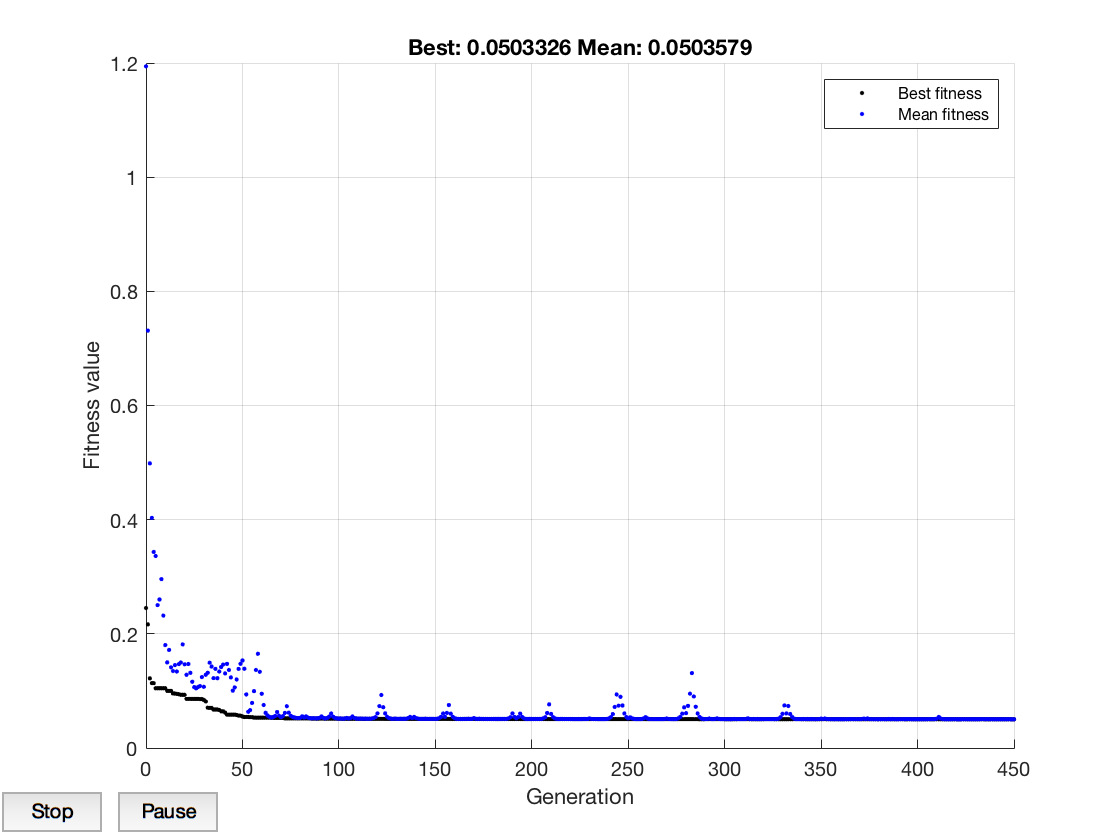 Best: 0.0503326 Mean: 0.0503579
1.2
1
0.8
0.6
0.4
0.2
0
Fitness value
Best fitness
Mean fitness
0 50 100 150 200 250 300 350 400 450
Generation
Stop Pause